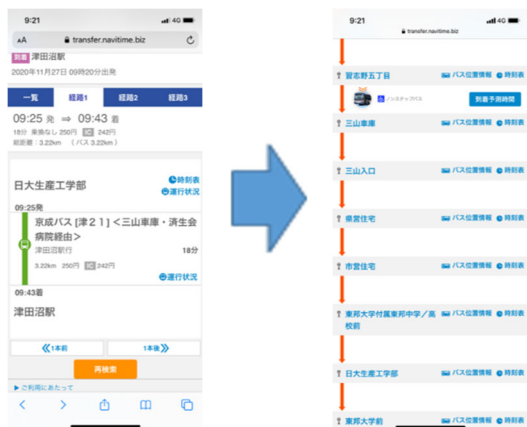 9:21
4G
AA
transfer.navitime.biz
到着 津田沼駅
2020年11月27日 09時20分出発
一覧
経路1
経路2
経路3
09:25 発 ⇒ 09:43 着
18分 乗換なし 250円 IC 242円
総距離：3.22km （バス 3.22km）
日大生産工学部
時刻表
運行状況
09:25発
京成バス [津２１] ＜三山車庫・済生会
病院経由＞
津田沼駅行
18分
3.22km 250円 IC 242円
運行状況
09:43着
津田沼駅
《1本前
1本後》
再検索
▶ ご利用にあたって
9:21
4G
transfer.navitime.biz
習志野五丁目
バス位置情報
時刻表
ノンステップバス
到着予測時間
三山車庫
バス位置情報
時刻表
三山入口
バス位置情報
時刻表
県営住宅
バス位置情報
時刻表
市営住宅
バス位置情報
時刻表
東邦大学付属東邦中学／高
校前
バス位置情報
時刻表
日大生産工学部
バス位置情報
時刻表
東邦大学前
バス位置情報
時刻表